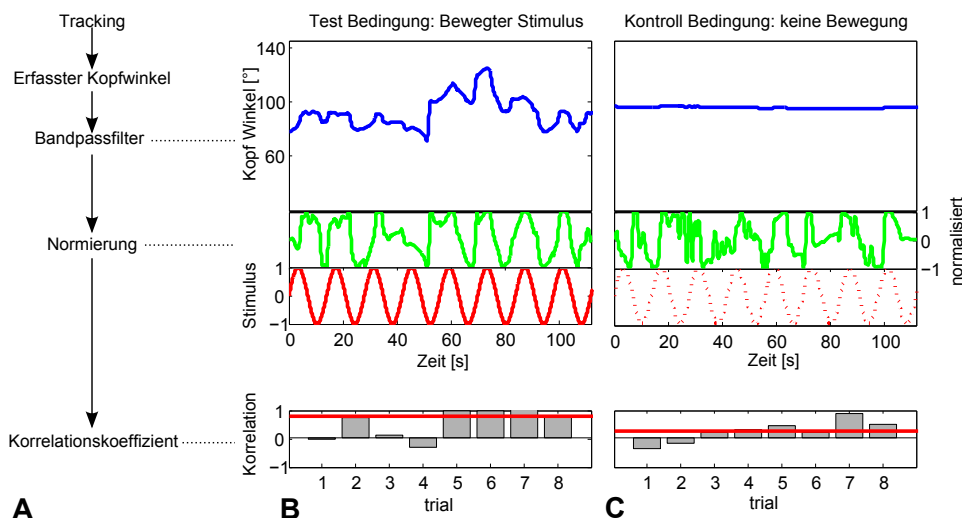 Tracking
Erfasster Kopfwinkel
Bandpassfilter
Normierung
Korrelationskoeffizient
A
Test Bedingung: Bewegter Stimulus
Kopf Winkel [°]
140
100
60
Stimulus
1
0
−1
0 20 40 60 80 100
Zeit [s]
Korrelation
1
0
1
1 2 3 4 5 6 7 8
trial
B
Kontroll Bedingung: keine Bewegung
1
0
−1
normalisiert
0 20 40 60 80 100
Zeit [s]
1 2 3 4 5 6 7 8
trial
C